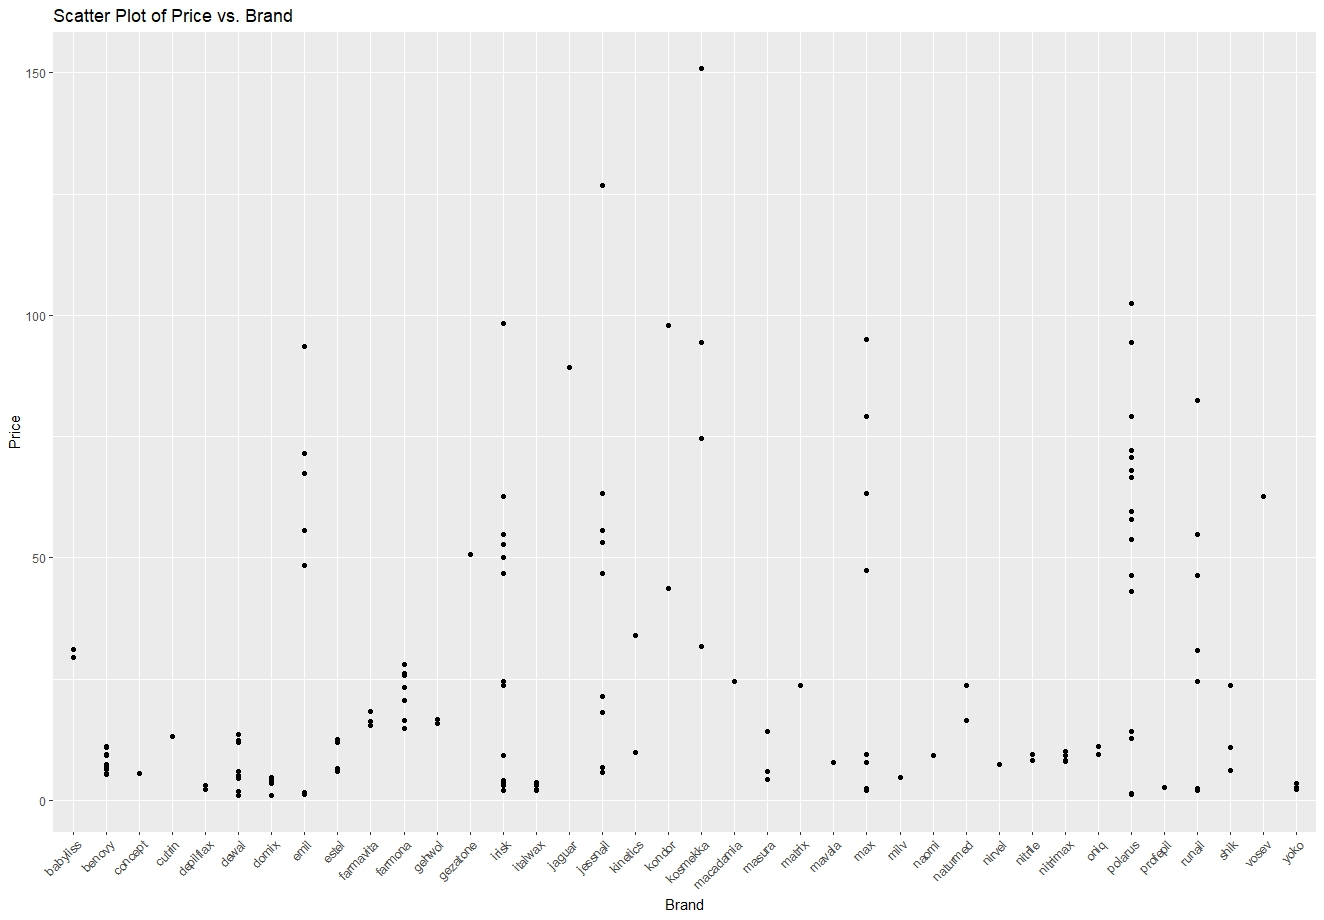 Scatter Plot of Price vs. Brand
150
100
50
0
Price
babyliss
benovy
concept
cutrin
depilflax
dewal
domix
emil
estel
farmavita
farmona
gehwol
gezatone
irisk
italwax
jaguar
jessnail
kinetics
kondor
kosmekka
macadamia
masura
matrix
mavala
max
milv
naomi
naturmed
nirvel
nitrile
nitrimax
oniq
polarus
profepil
runail
shik
vosev
yoko
Brand